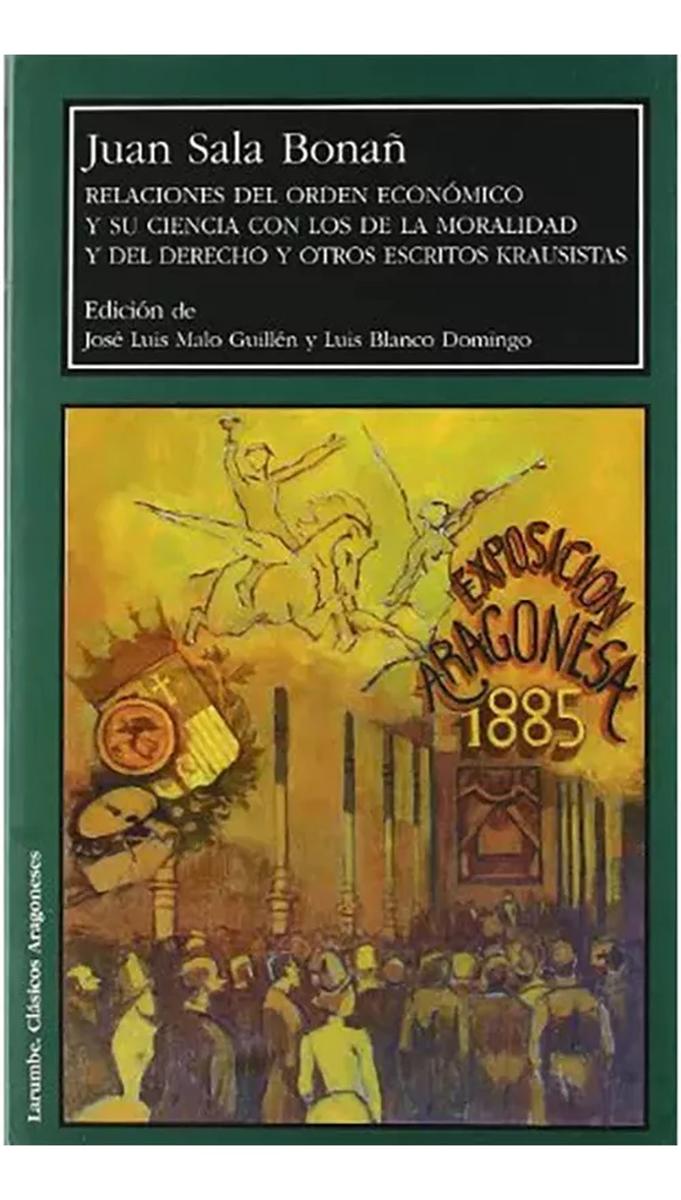 Juan Sala Bonañ
RELACIONES DEL ORDEN ECONÓMICO
Y SU CIENCIA CON LOS DE LA MORALIDAD
Y DEL DERECHO Y OTROS ESCRITOS KRAUSISTAS
Edición de
José Luis Malo Guillén y Luis Blanco Domingo
EXPOSICION
ARAGONESA
1885
Larumbe. Clásicos Aragoneses